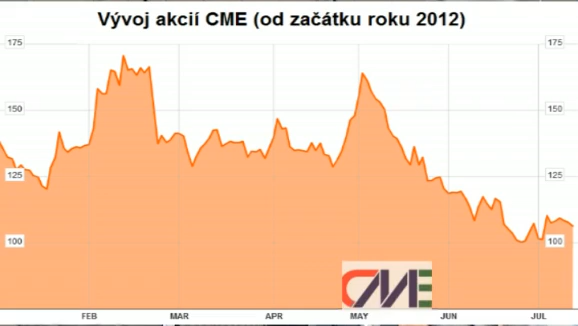 Vývoj akcií CME (od začátku roku 2012)
175 175
150 150
125 125
100 100
CME
FEB MAR APR MAY JUN JUL